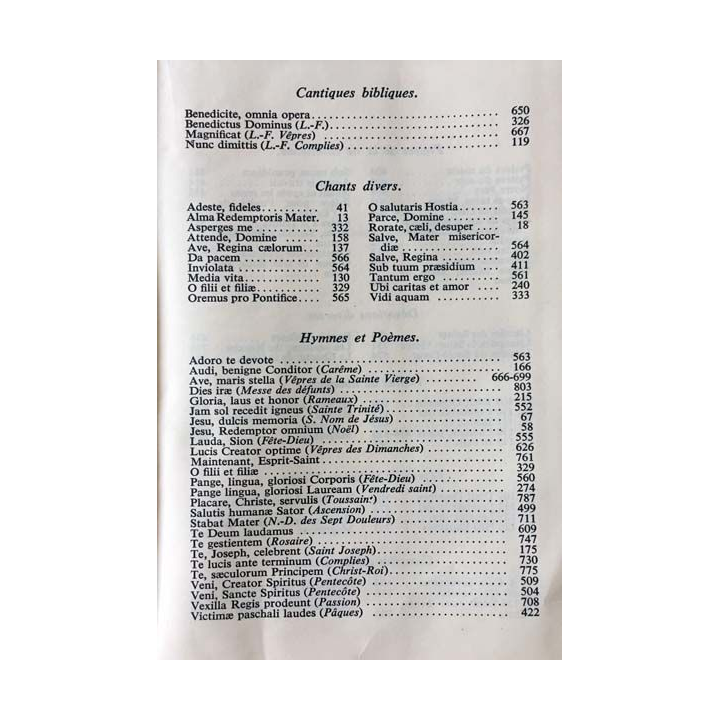 Cantiques bibliques.
Benedicite, omnia opera 650
Benedictus Dominus (L.-F.) 326
Magnificat (L.-F. Vêpres) 667
Nunc dimittis (L.-F. Complies) 119
Chants divers.
Adeste, fideles 41
Alma Redemptoris Mater. 13
Asperges me 332
Attende, Domine 158
Ave, Regina cælorum 137
Da pacem 566
Inviolata 564
Media vita 130
O filii et filiæ 329
Oremus pro Pontifice 565
O salutaris Hostia 563
Parce, Domine 145
Rorate, cæli, desuper 18
Salve, Mater misericor-
diæ 564
Salve, Regina 402
Sub tuum præsidium 411
Tantum ergo 561
Ubi caritas et amor 240
Vidi aquam 333
Hymnes et Poèmes.
Adoro te devote 563
Audi, benigne Conditor (Carême) 166
Ave, maris stella (Vêpres de la Sainte Vierge) 666-699
Dies iræ (Messe des défunts) 803
Gloria, laus et honor (Rameaux) 215
Jam sol recedit igneus (Sainte Trinité) 552
Jesu, dulcis memoria (S. Nom de Jésus) 67
Jesu, Redemptor omnium (Noël) 58
Lauda, Sion (Fête-Dieu) 555
Lucis Creator optime (Vêpres des Dimanches) 626
Maintenant, Esprit-Saint 761
O filii et filiæ 329
Pange, lingua, gloriosi Corporis (Fête-Dieu) 560
Pange lingua, gloriosi Lauream (Vendredi saint) 274
Placare, Christe, servulis (Toussaint) 787
Salutis humanæ Sator (Ascension) 499
Stabat Mater (N.-D. des Sept Douleurs) 711
Te Deum laudamus 609
Te gestientem (Rosaire) 747
Te, Joseph, celebrent (Saint Joseph) 175
Te lucis ante terminum (Complies) 730
Te, sæculorum Principem (Christ-Roi) 775
Veni, Creator Spiritus (Pentecôte) 509
Veni, Sancte Spiritus (Pentecôte) 504
Vexilla Regis prodeunt (Passion) 708
Victimæ paschali laudes (Pâques) 422